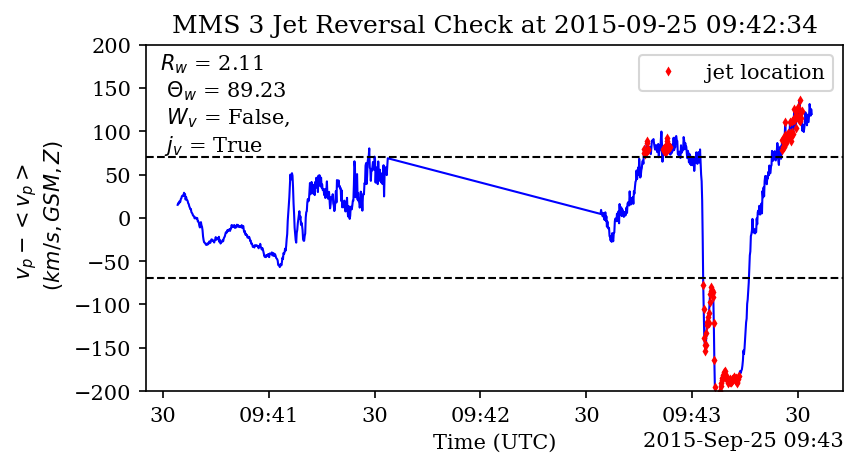 MMS 3 Jet Reversal Check at 2015-09-25 09:42:34
R_w = 2.11
Θ_w = 89.23
W_v = False,
j_v = True
jet location
200
150
100
50
0
−50
−100
−150
−200
v_p − <v_p>
(km/s, GSM, Z)
30 09:41 30 09:42 30 09:43 30
Time (UTC)
2015-Sep-25 09:43